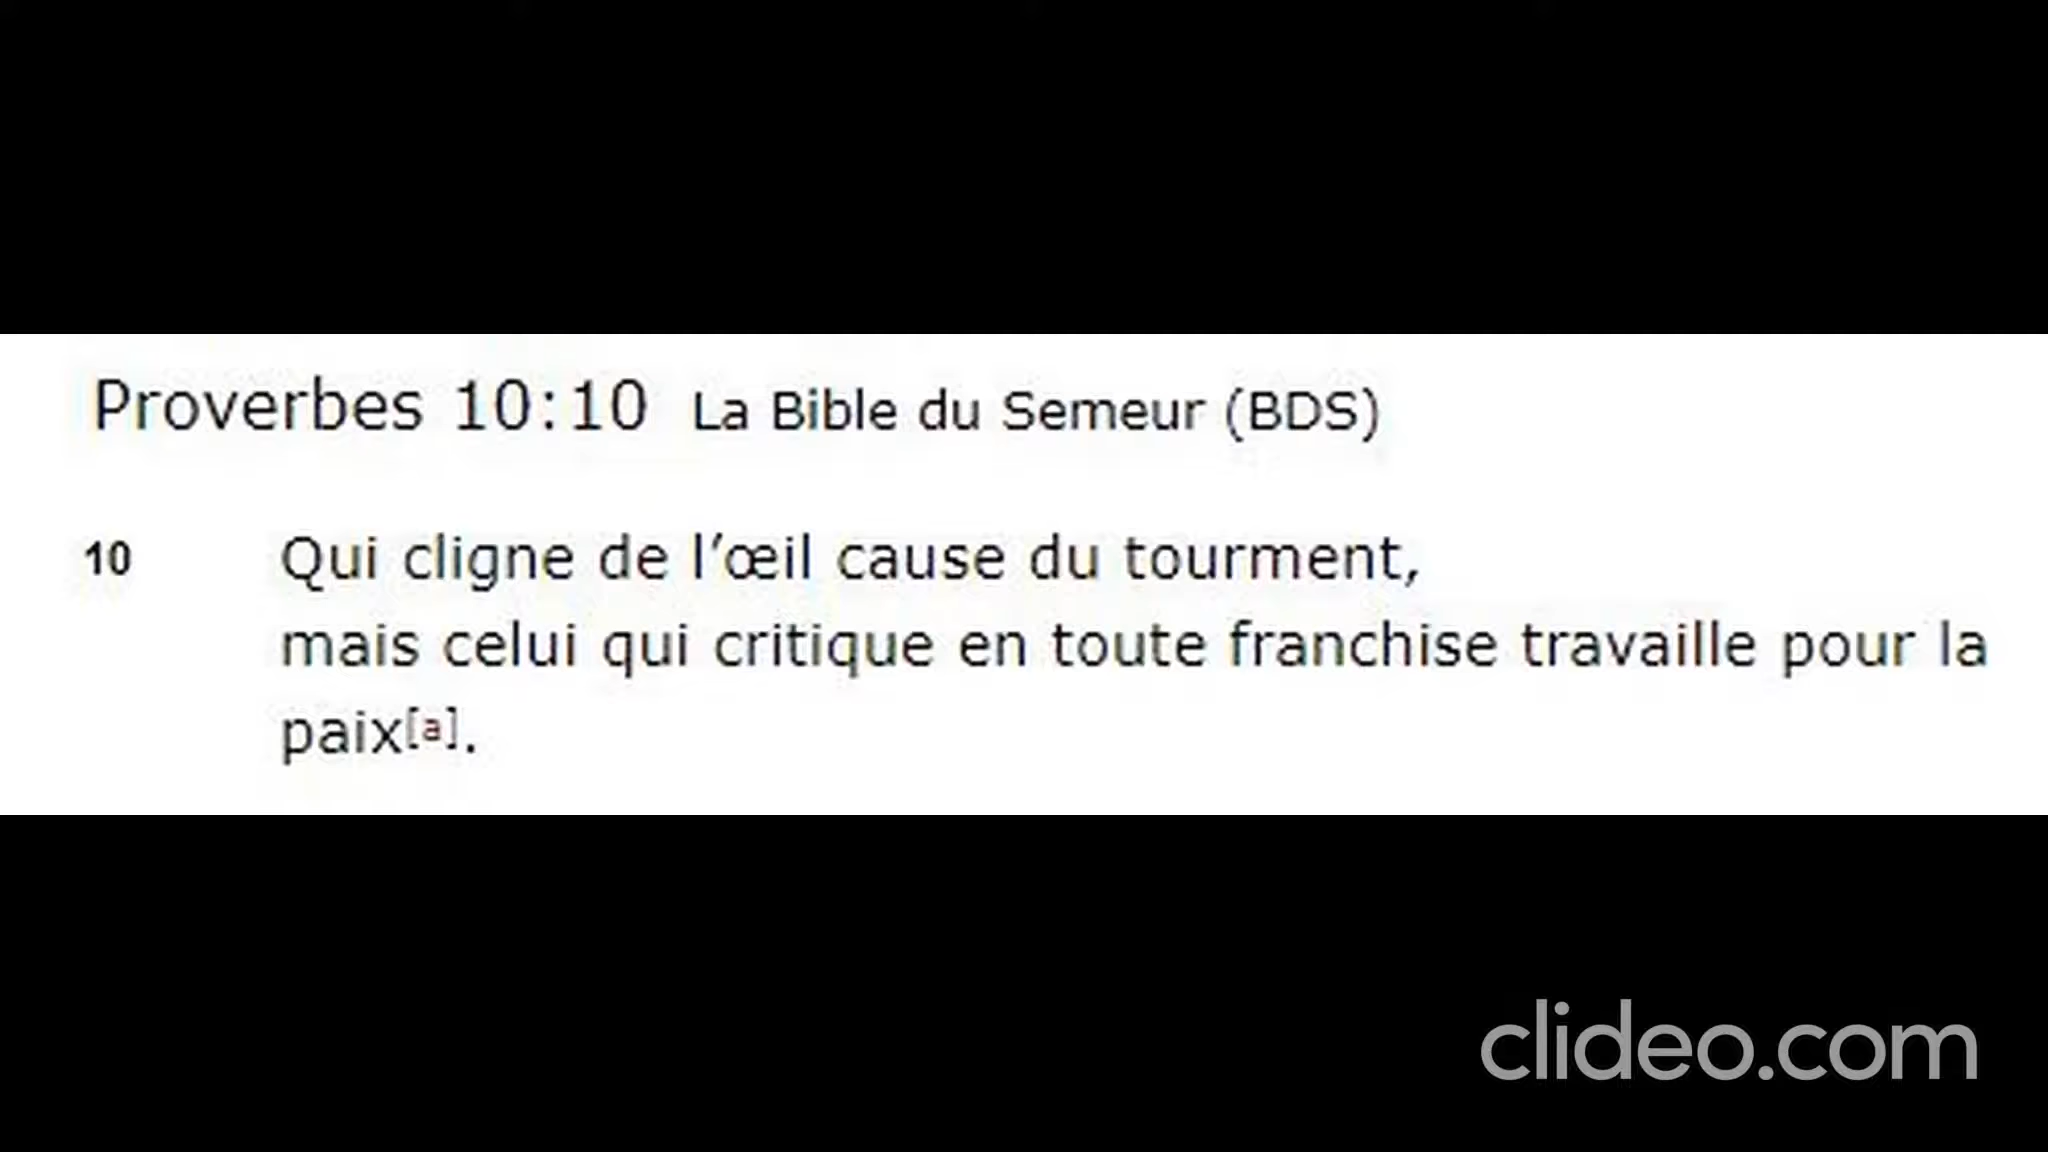 Proverbes 10:10 La Bible du Semeur (BDS)
10 Qui cligne de l’œil cause du tourment,
mais celui qui critique en toute franchise travaille pour la
paix[a].
clideo.com